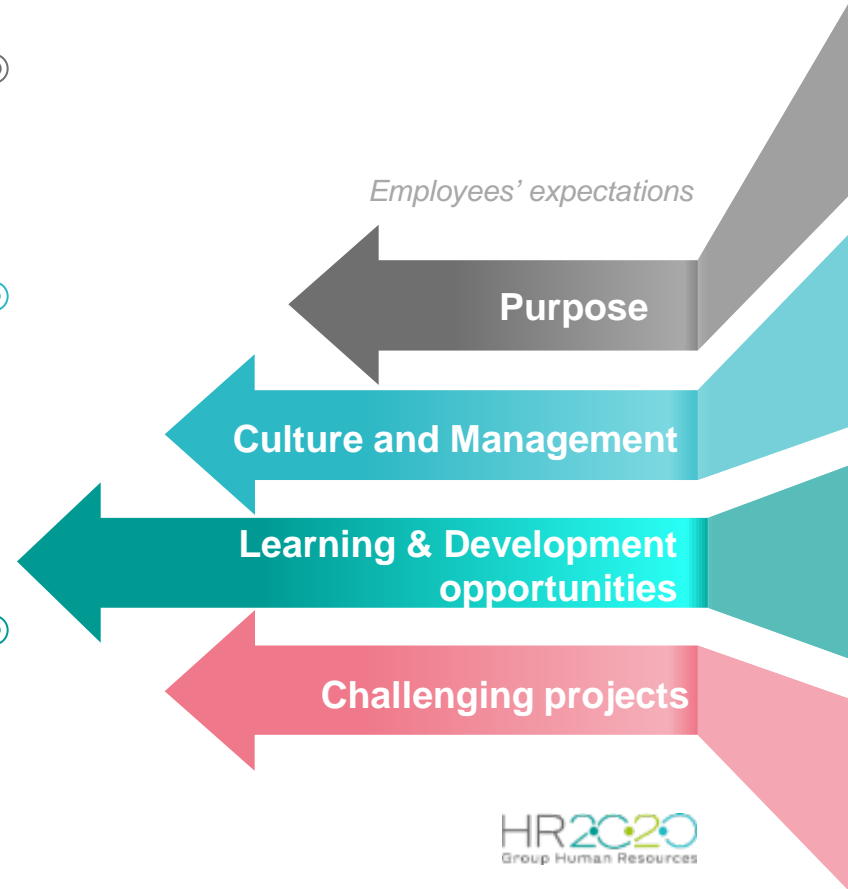 Employees’ expectations
Purpose
Culture and Management
Learning & Development
opportunities
Challenging projects
HR2020
Group Human Resources